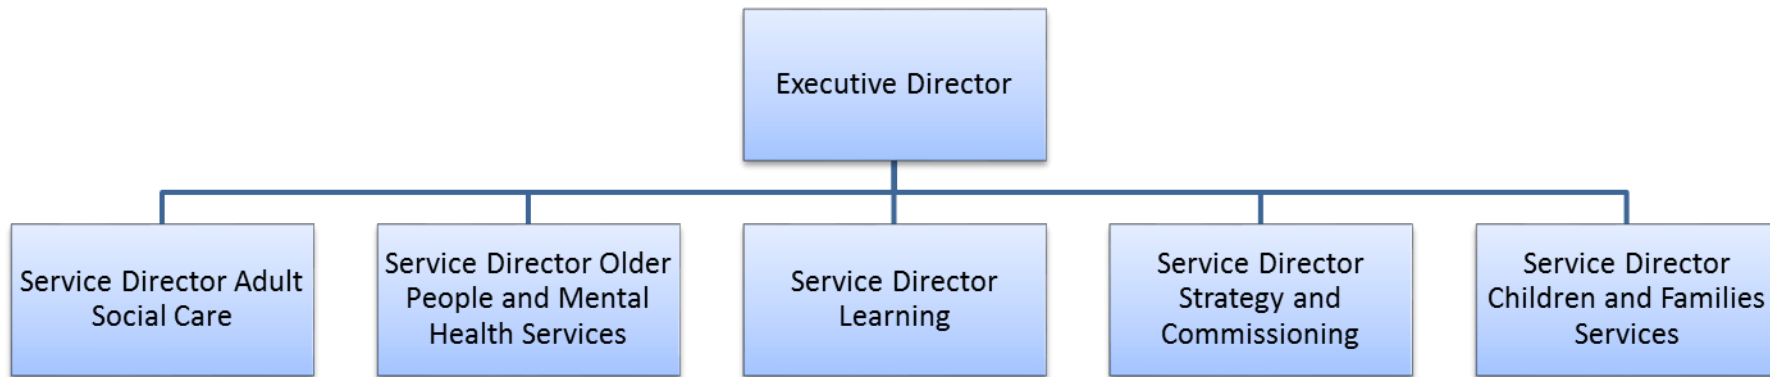 Executive Director
Service Director Adult
Social Care
Service Director Older
People and Mental
Health Services
Service Director
Learning
Service Director
Strategy and
Commissioning
Service Director
Children and Families
Services